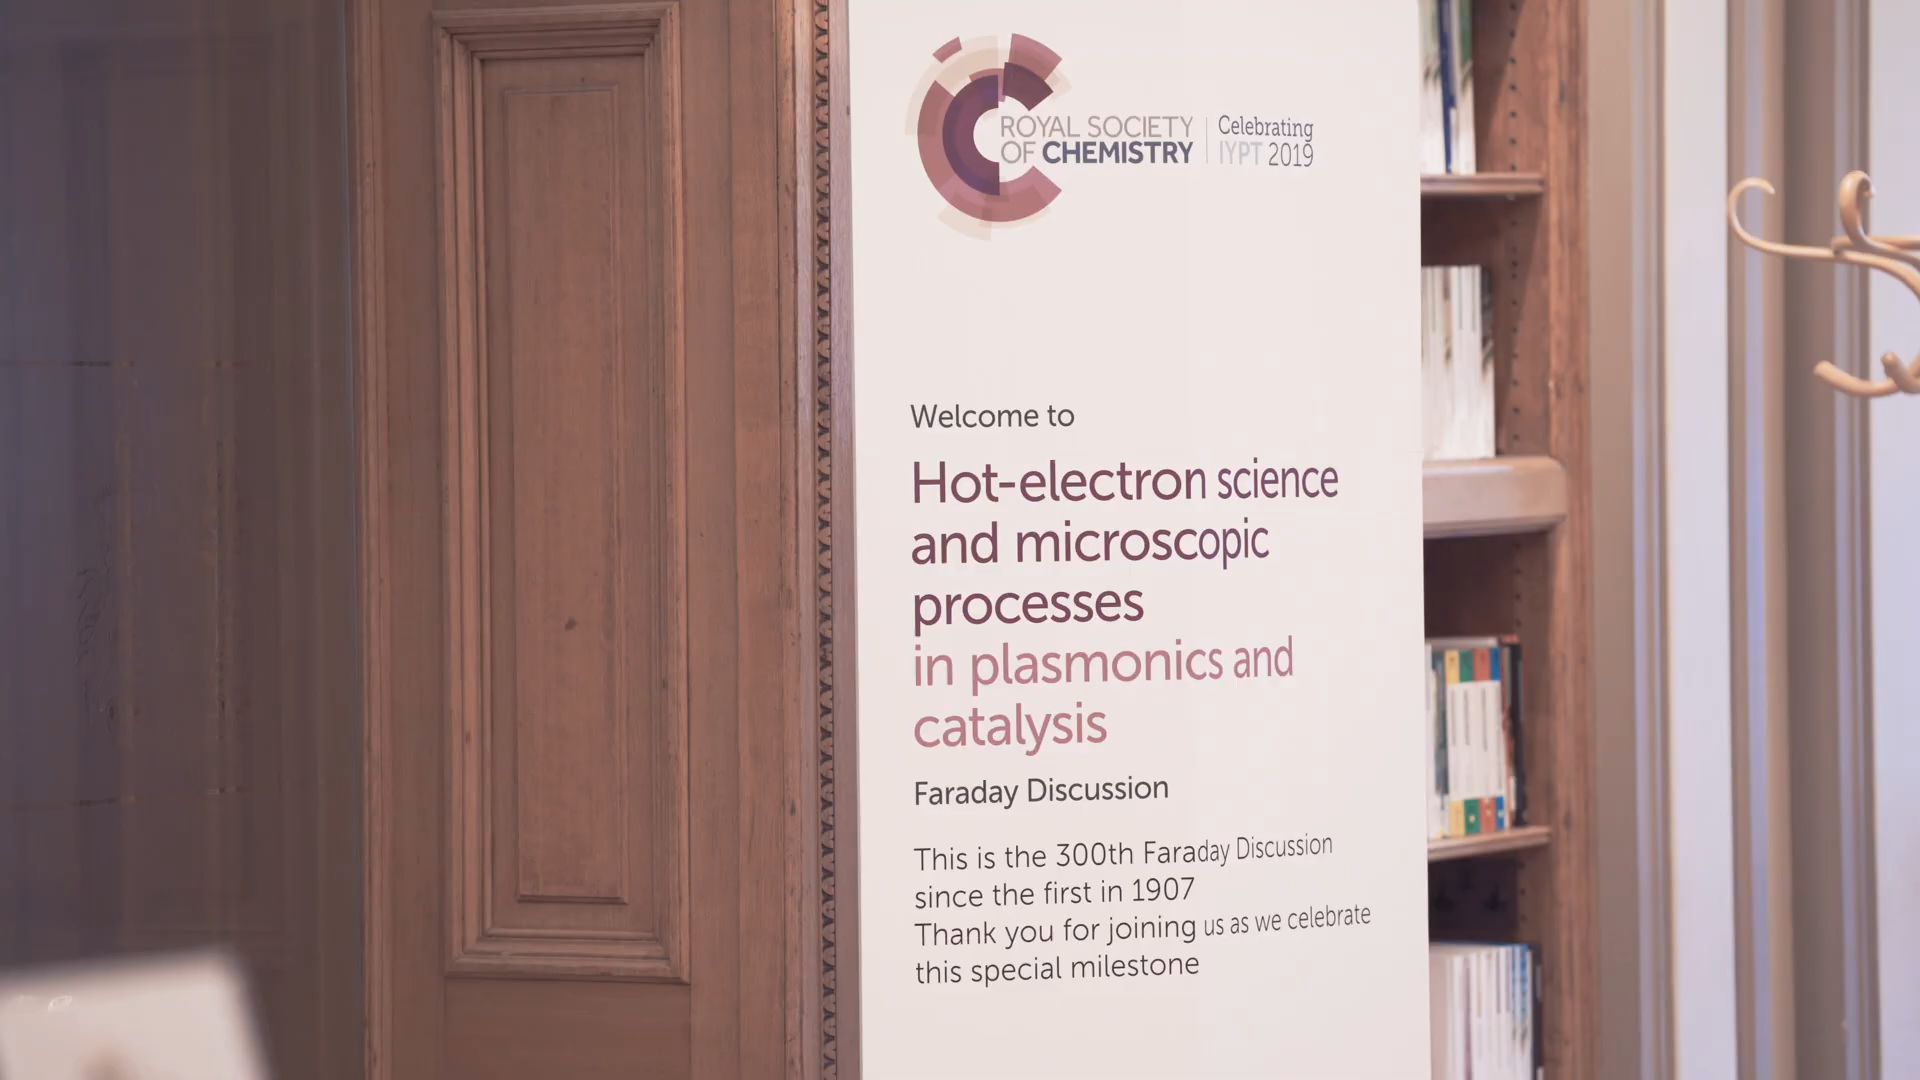 ROYAL SOCIETY
OF CHEMISTRY
Celebrating
IYPT 2019
Welcome to
Hot-electron science
and microscopic
processes
in plasmonics and
catalysis
Faraday Discussion
This is the 300th Faraday Discussion
since the first in 1907
Thank you for joining us as we celebrate
this special milestone